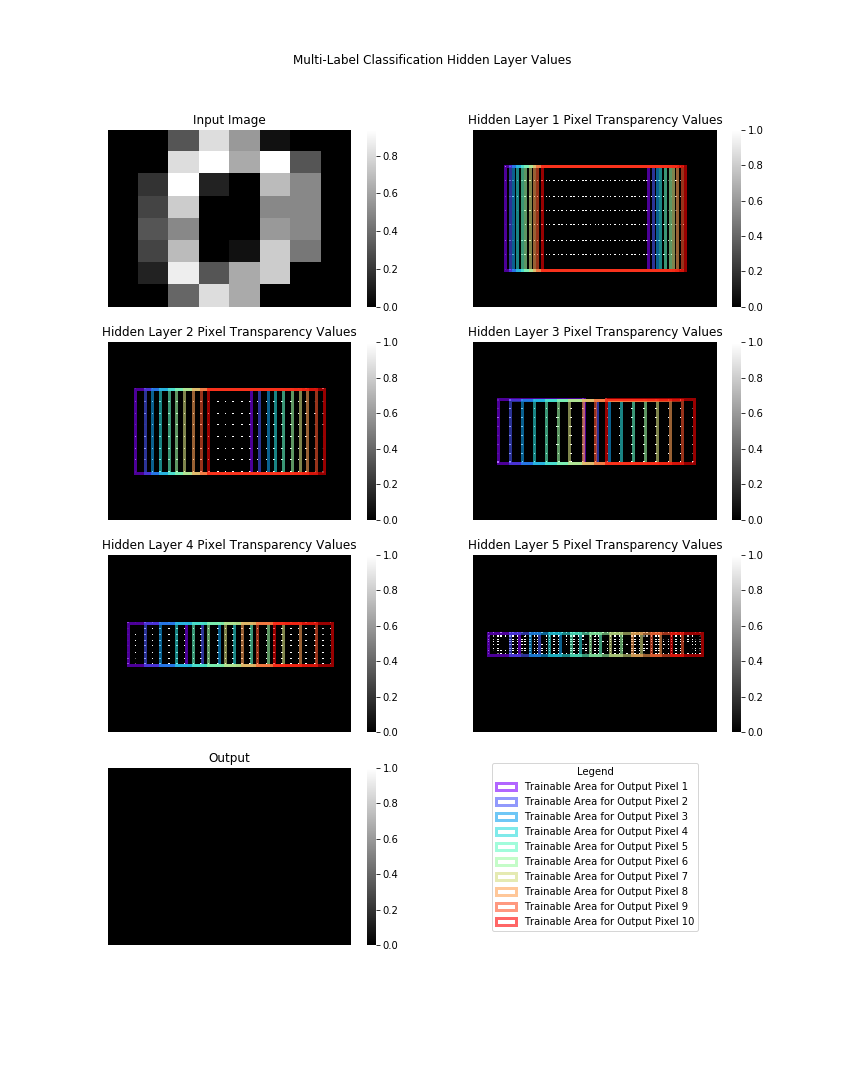 Multi-Label Classification Hidden Layer Values
Input Image
0.8
0.6
0.4
0.2
0.0
Hidden Layer 1 Pixel Transparency Values
1.0
0.8
0.6
0.4
0.2
0.0
Hidden Layer 2 Pixel Transparency Values
1.0
0.8
0.6
0.4
0.2
0.0
Hidden Layer 3 Pixel Transparency Values
1.0
0.8
0.6
0.4
0.2
0.0
Hidden Layer 4 Pixel Transparency Values
1.0
0.8
0.6
0.4
0.2
0.0
Hidden Layer 5 Pixel Transparency Values
1.0
0.8
0.6
0.4
0.2
0.0
Output
1.0
0.8
0.6
0.4
0.2
0.0
Legend
Trainable Area for Output Pixel 1
Trainable Area for Output Pixel 2
Trainable Area for Output Pixel 3
Trainable Area for Output Pixel 4
Trainable Area for Output Pixel 5
Trainable Area for Output Pixel 6
Trainable Area for Output Pixel 7
Trainable Area for Output Pixel 8
Trainable Area for Output Pixel 9
Trainable Area for Output Pixel 10